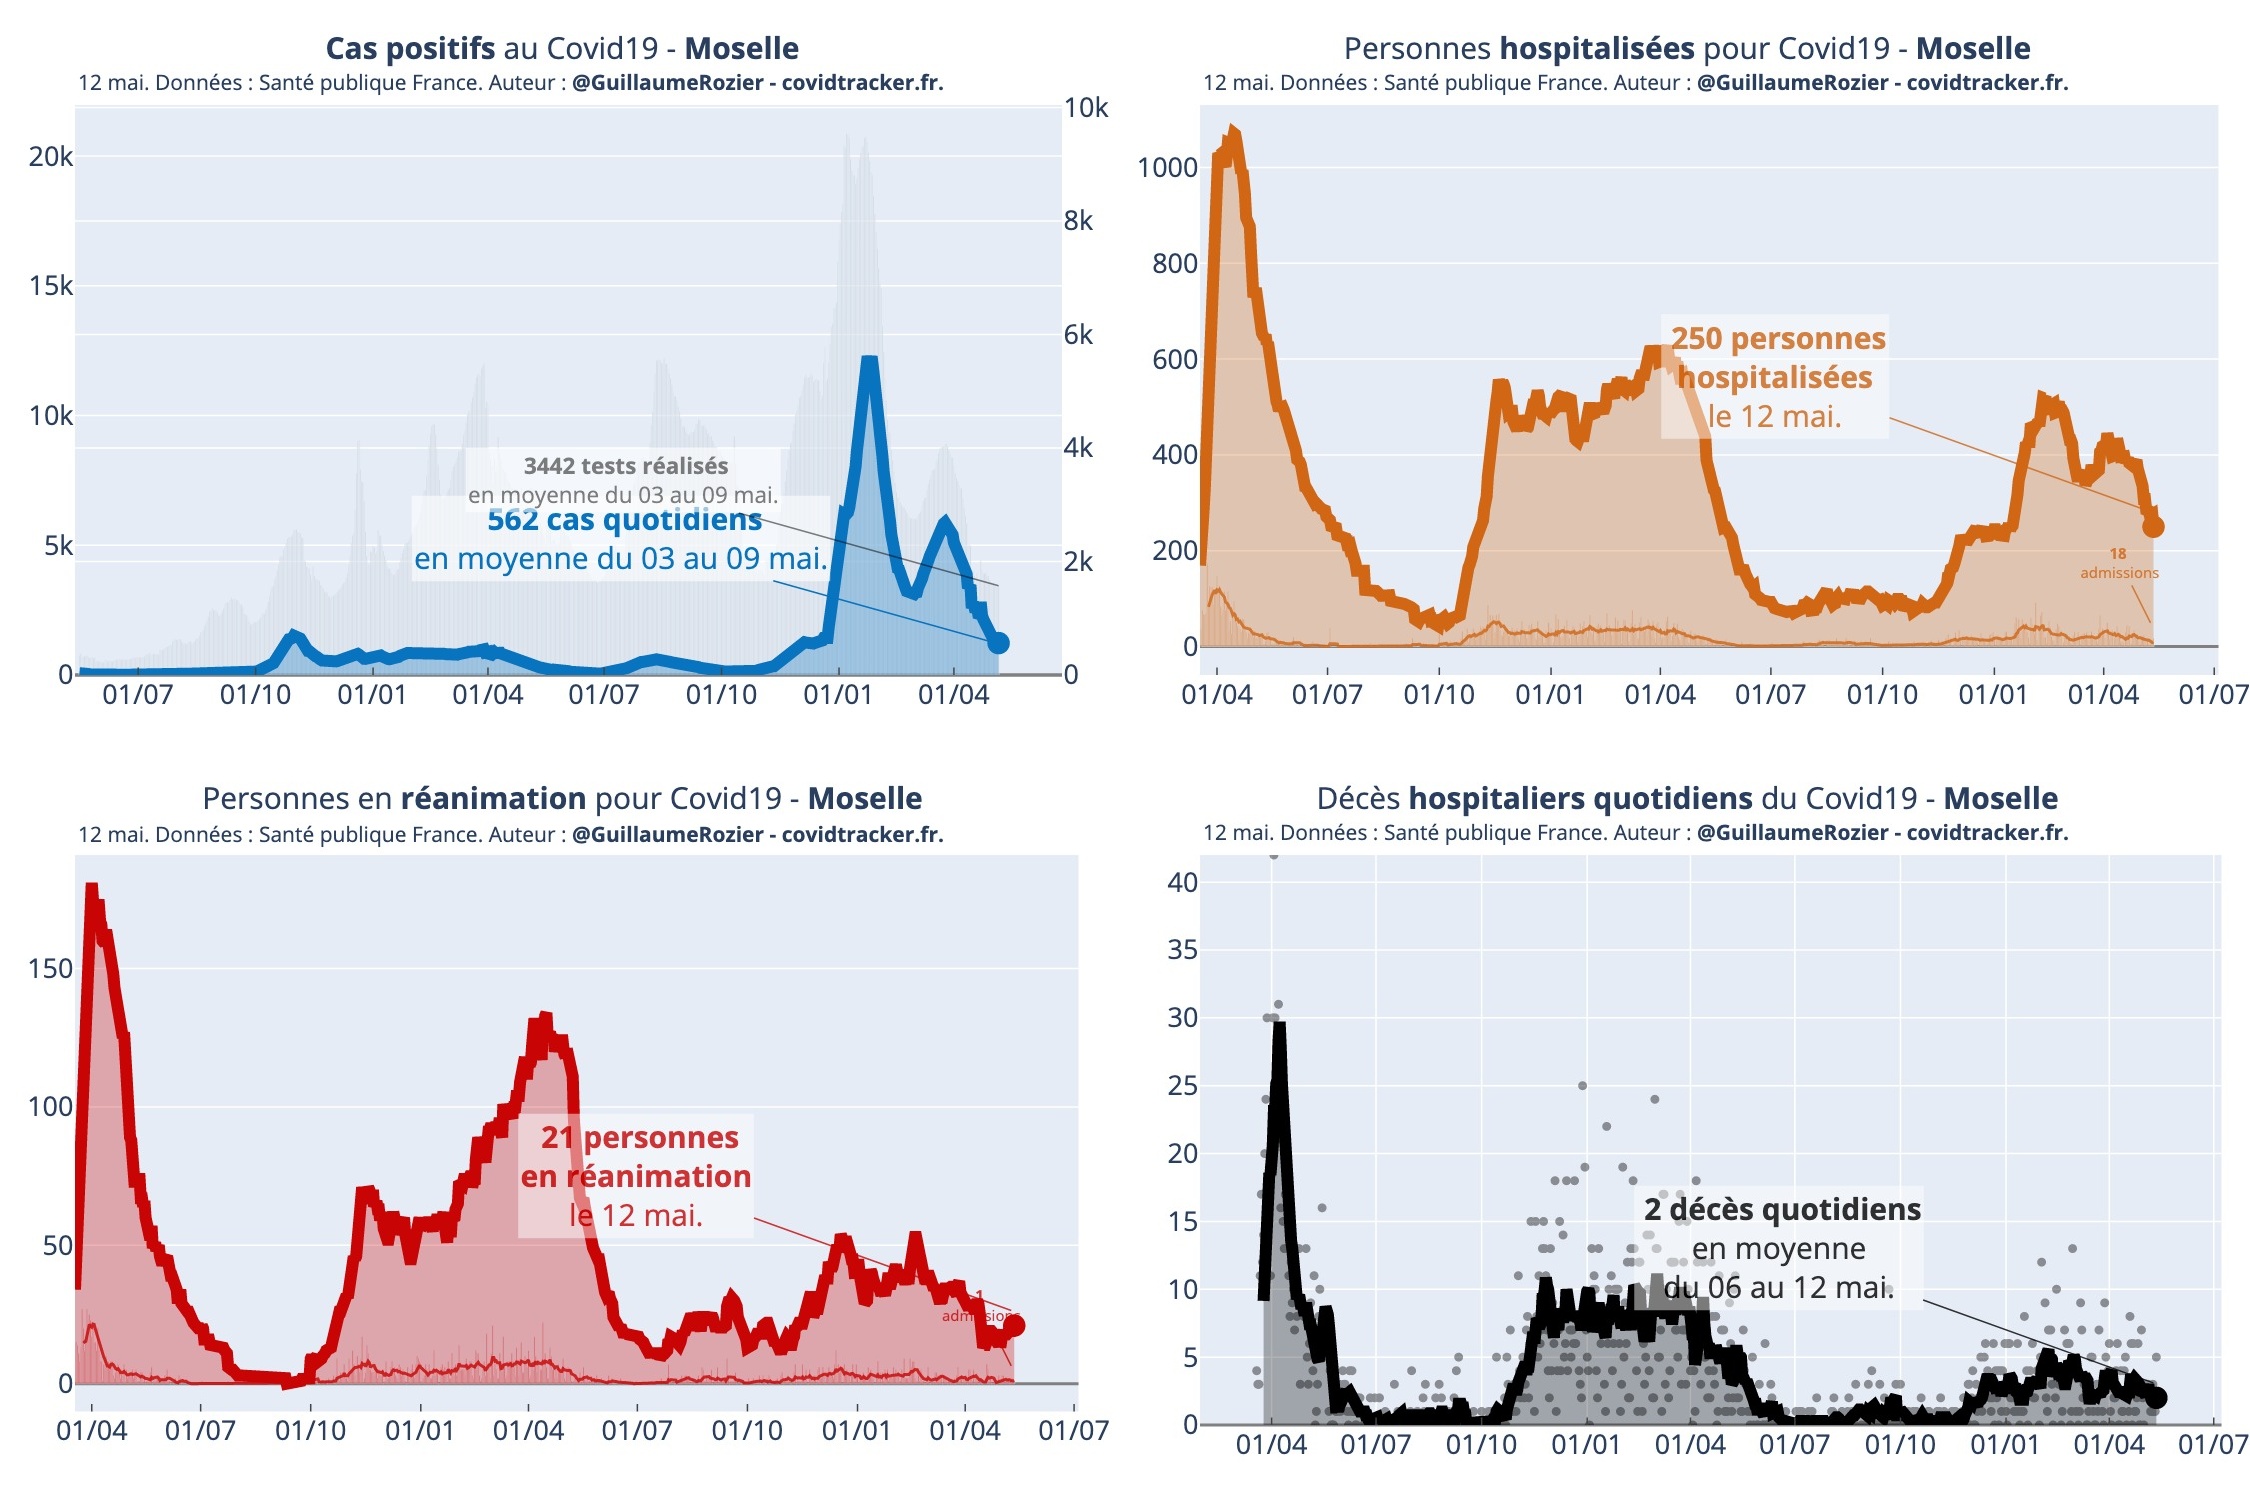 Cas positifs au Covid19 - Moselle
12 mai. Données : Santé publique France. Auteur : @GuillaumeRozier - covidtracker.fr.
20k
15k
10k
5k
0
10k
8k
6k
4k
2k
0
3442 tests réalisés
en moyenne du 03 au 09 mai.
562 cas quotidiens
en moyenne du 03 au 09 mai.
01/07 01/10 01/01 01/04 01/07 01/10 01/01 01/04
Personnes hospitalisées pour Covid19 - Moselle
12 mai. Données : Santé publique France. Auteur : @GuillaumeRozier - covidtracker.fr.
1000
800
600
400
200
0
250 personnes
hospitalisées
le 12 mai.
18
admissions
01/04 01/07 01/10 01/01 01/04 01/07 01/10 01/01 01/04 01/07
Personnes en réanimation pour Covid19 - Moselle
12 mai. Données : Santé publique France. Auteur : @GuillaumeRozier - covidtracker.fr.
150
100
50
0
21 personnes
en réanimation
le 12 mai.
1
admissions
01/04 01/07 01/10 01/01 01/04 01/07 01/10 01/01 01/04 01/07
Décès hospitaliers quotidiens du Covid19 - Moselle
12 mai. Données : Santé publique France. Auteur : @GuillaumeRozier - covidtracker.fr.
40
35
30
25
20
15
10
5
0
2 décès quotidiens
en moyenne
du 06 au 12 mai.
01/04 01/07 01/10 01/01 01/04 01/07 01/10 01/01 01/04 01/07